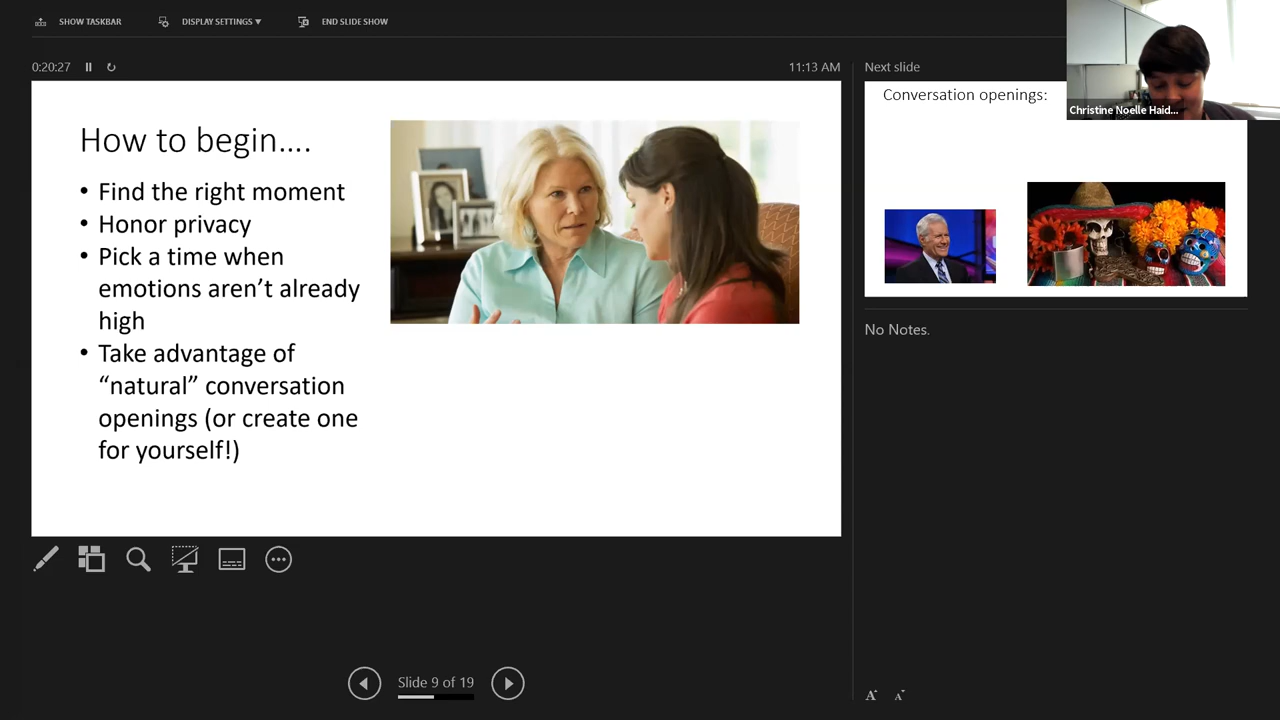 SHOW TASKBAR
DISPLAY SETTINGS ▼
END SLIDE SHOW
0:20:27
11:13 AM
Next slide
How to begin....
• Find the right moment
• Honor privacy
• Pick a time when
emotions aren’t already
high
• Take advantage of
“natural” conversation
openings (or create one
for yourself!)
Conversation openings:
Christine Noelle Haid...
No Notes.
Slide 9 of 19
A
A